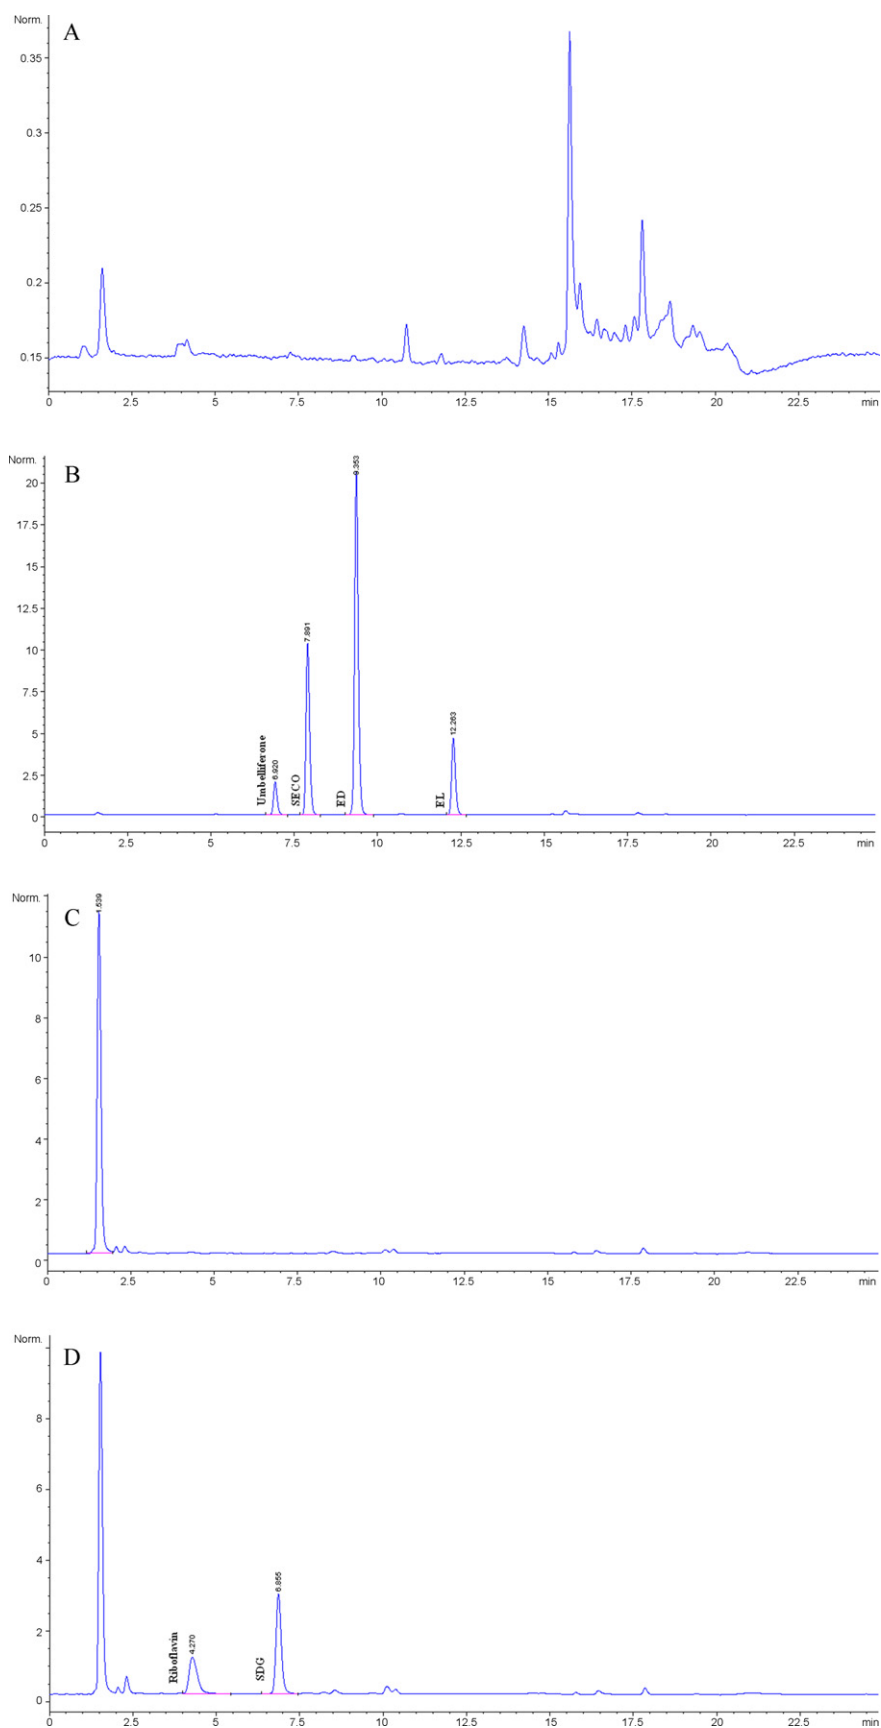 Norm.
A
0.35
0.3
0.25
0.2
0.15
0 2.5 5 7.5 10 12.5 15 17.5 20 22.5 min
Norm.
B
20
17.5
15
12.5
10
7.5
5
2.5
0
Umbelliferone
6.920
SECO
7.891
ED
9.353
EL
12.263
0 2.5 5 7.5 10 12.5 15 17.5 20 22.5 min
Norm.
C
1.539
10
8
6
4
2
0
0 2.5 5 7.5 10 12.5 15 17.5 20 22.5 min
Norm.
D
8
6
4
2
0
Riboflavin
4.270
SDG
6.855
0 2.5 5 7.5 10 12.5 15 17.5 20 22.5 min